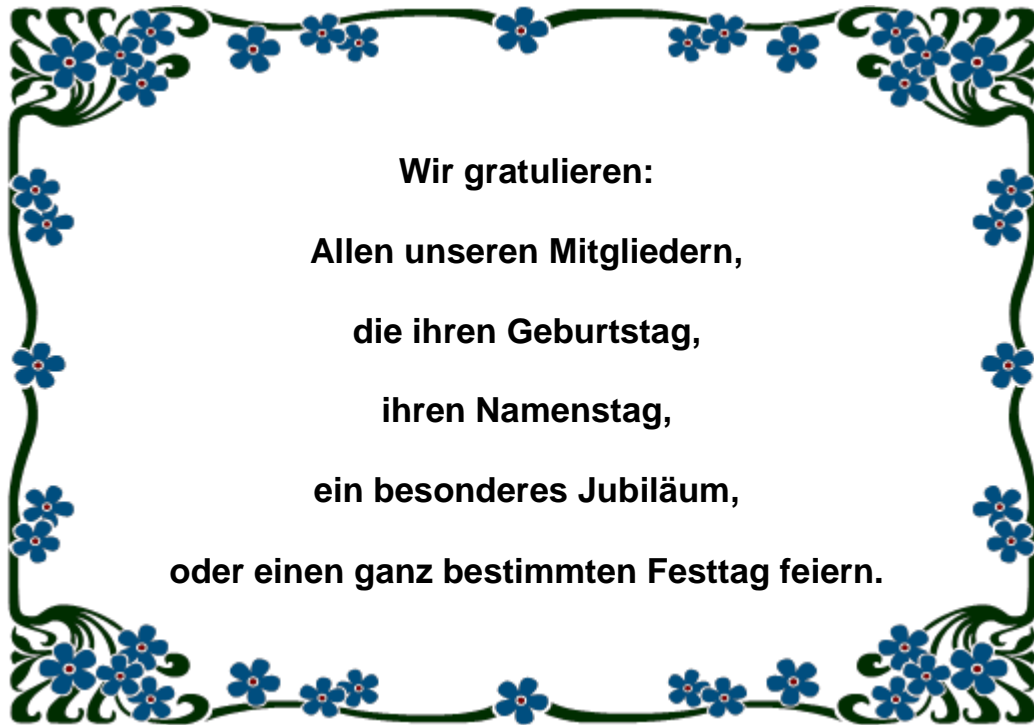 Wir gratulieren:
Allen unseren Mitgliedern,
die ihren Geburtstag,
ihren Namenstag,
ein besonderes Jubiläum,
oder einen ganz bestimmten Festtag feiern.